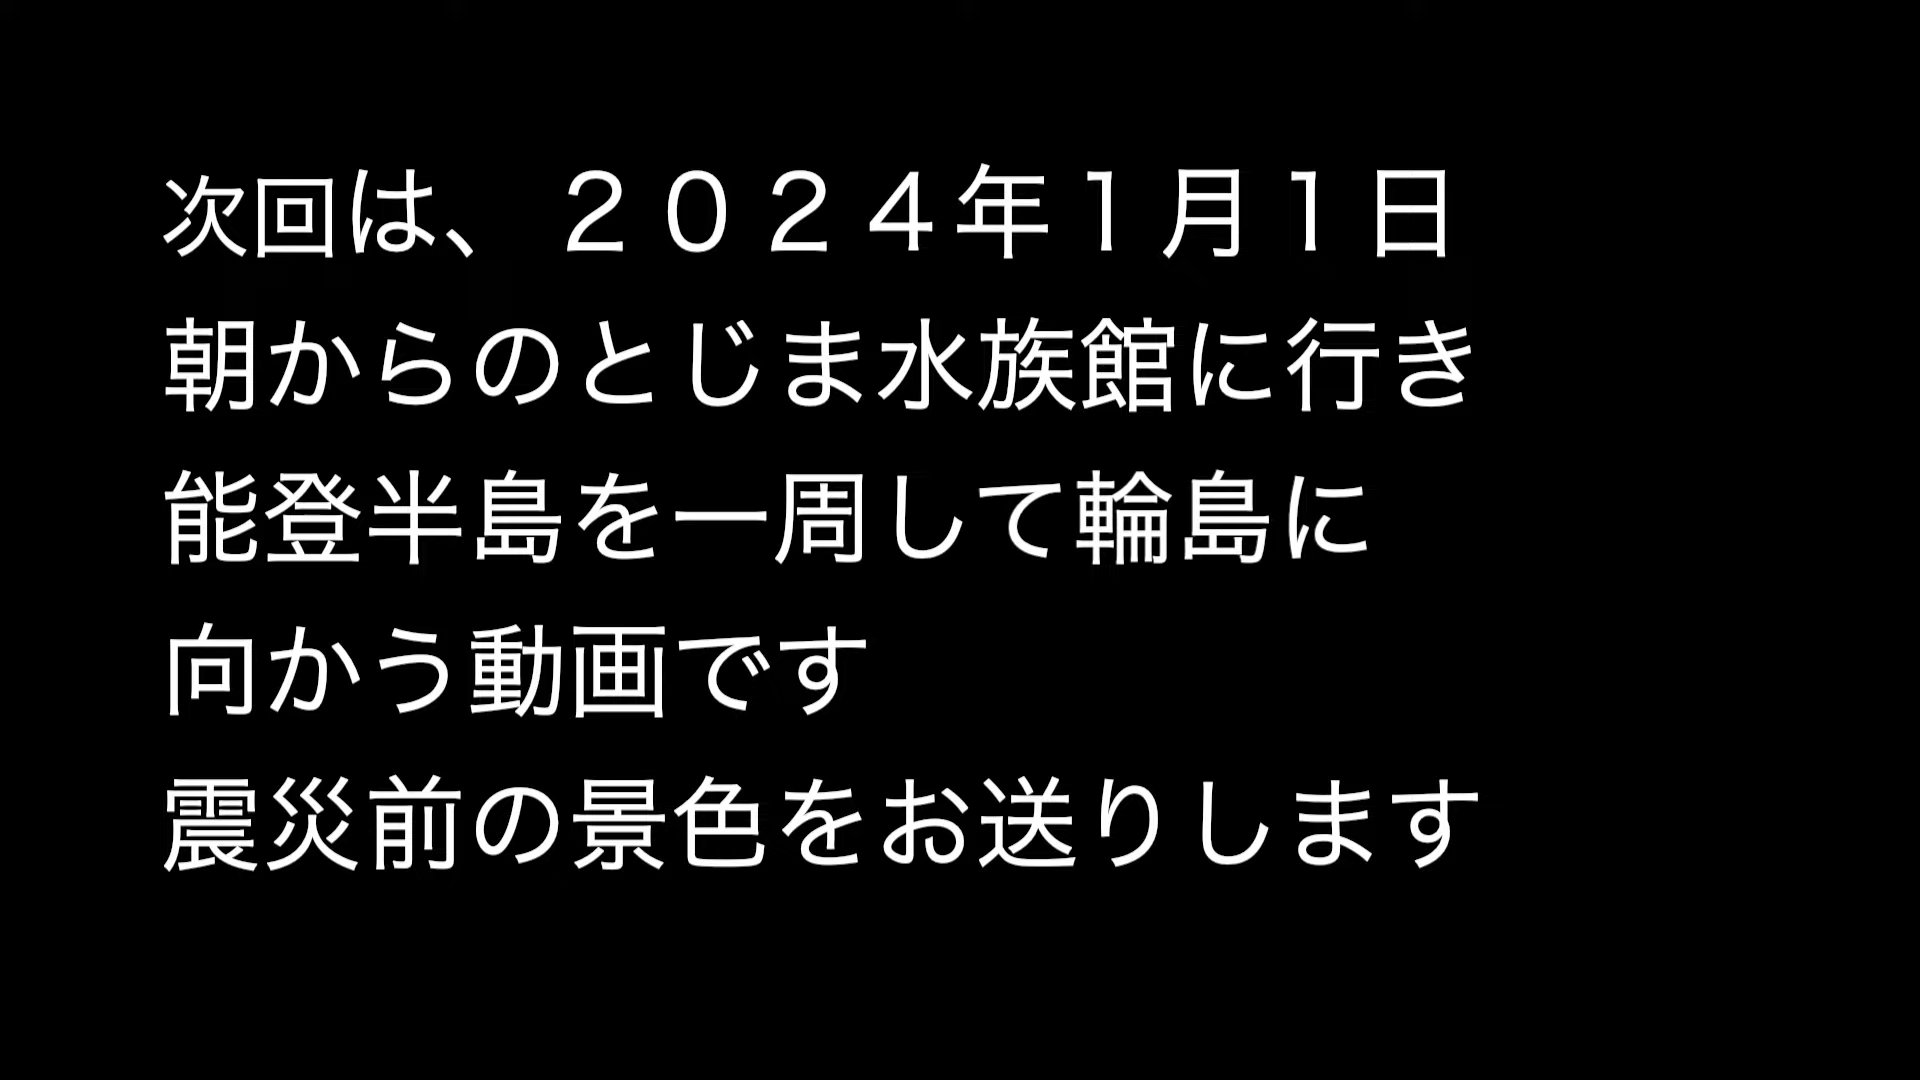 次回は、２０２４年１月１日
朝からのとじま水族館に行き
能登半島を一周して輪島に
向かう動画です
震災前の景色をお送りします